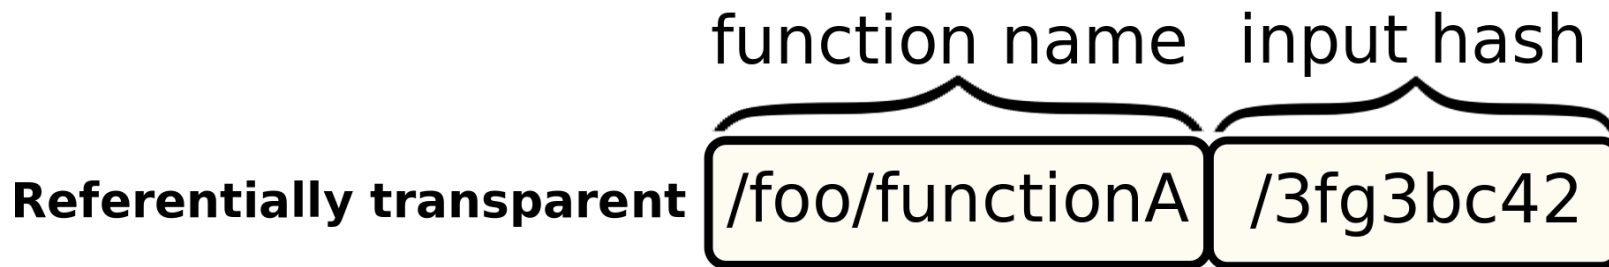 function name input hash
Referentially transparent /foo/functionA /3fg3bc42